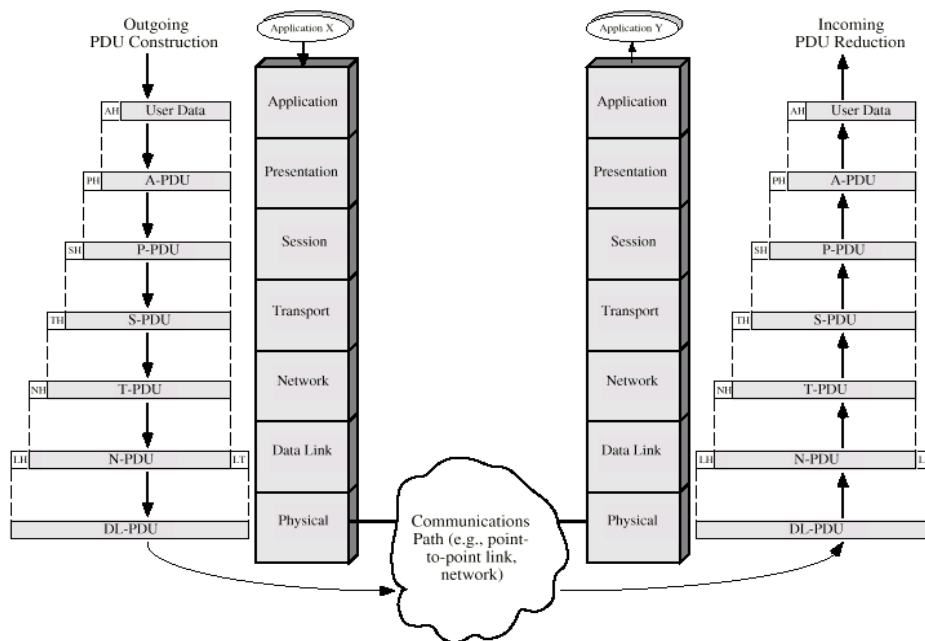 Outgoing
PDU Construction
Application X
Application Y
Incoming
PDU Reduction
AH
User Data
Application
Application
AH
User Data
PH
A-PDU
Presentation
Presentation
PH
A-PDU
SH
P-PDU
Session
Session
SH
P-PDU
TH
S-PDU
Transport
Transport
TH
S-PDU
NH
T-PDU
Network
Network
NH
T-PDU
LH
N-PDU
LT
Data Link
Data Link
LH
N-PDU
DL-PDU
Physical
Communications
Path (e.g., point-
to-point link,
network)
Physical
DL-PDU